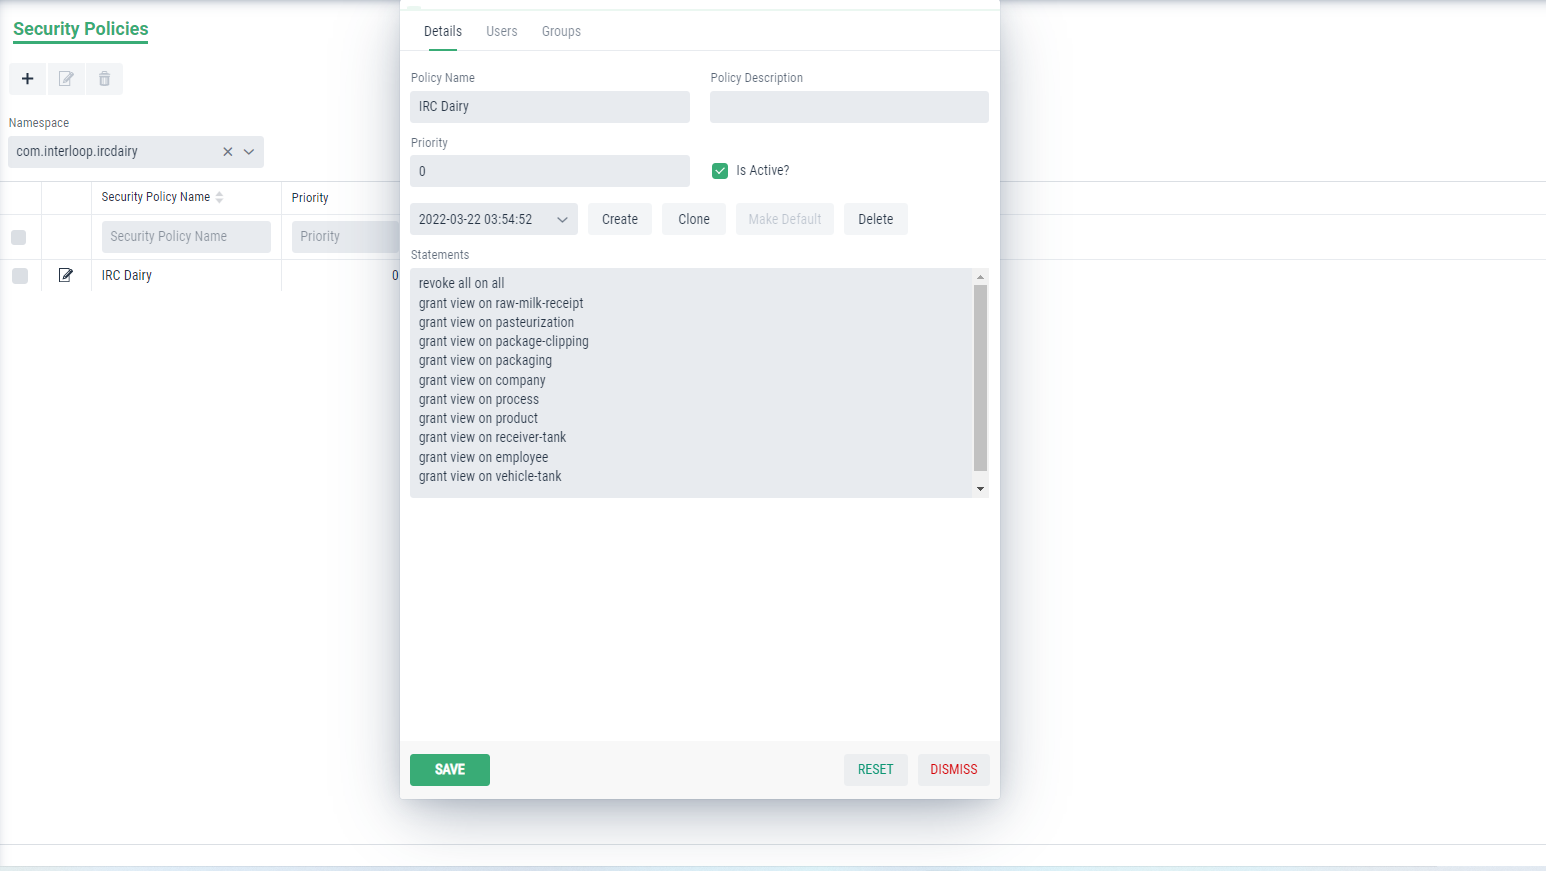 Security Policies
Namespace
com.interloop.ircdairy
Security Policy Name
Priority
Security Policy Name
Priority
IRC Dairy
0
Details
Users
Groups
Policy Name
Policy Description
IRC Dairy
Priority
0
Is Active?
2022-03-22 03:54:52
Create
Clone
Make Default
Delete
Statements
revoke all on all
grant view on raw-milk-receipt
grant view on pasteurization
grant view on package-clipping
grant view on packaging
grant view on company
grant view on process
grant view on product
grant view on receiver-tank
grant view on employee
grant view on vehicle-tank
SAVE
RESET
DISMISS